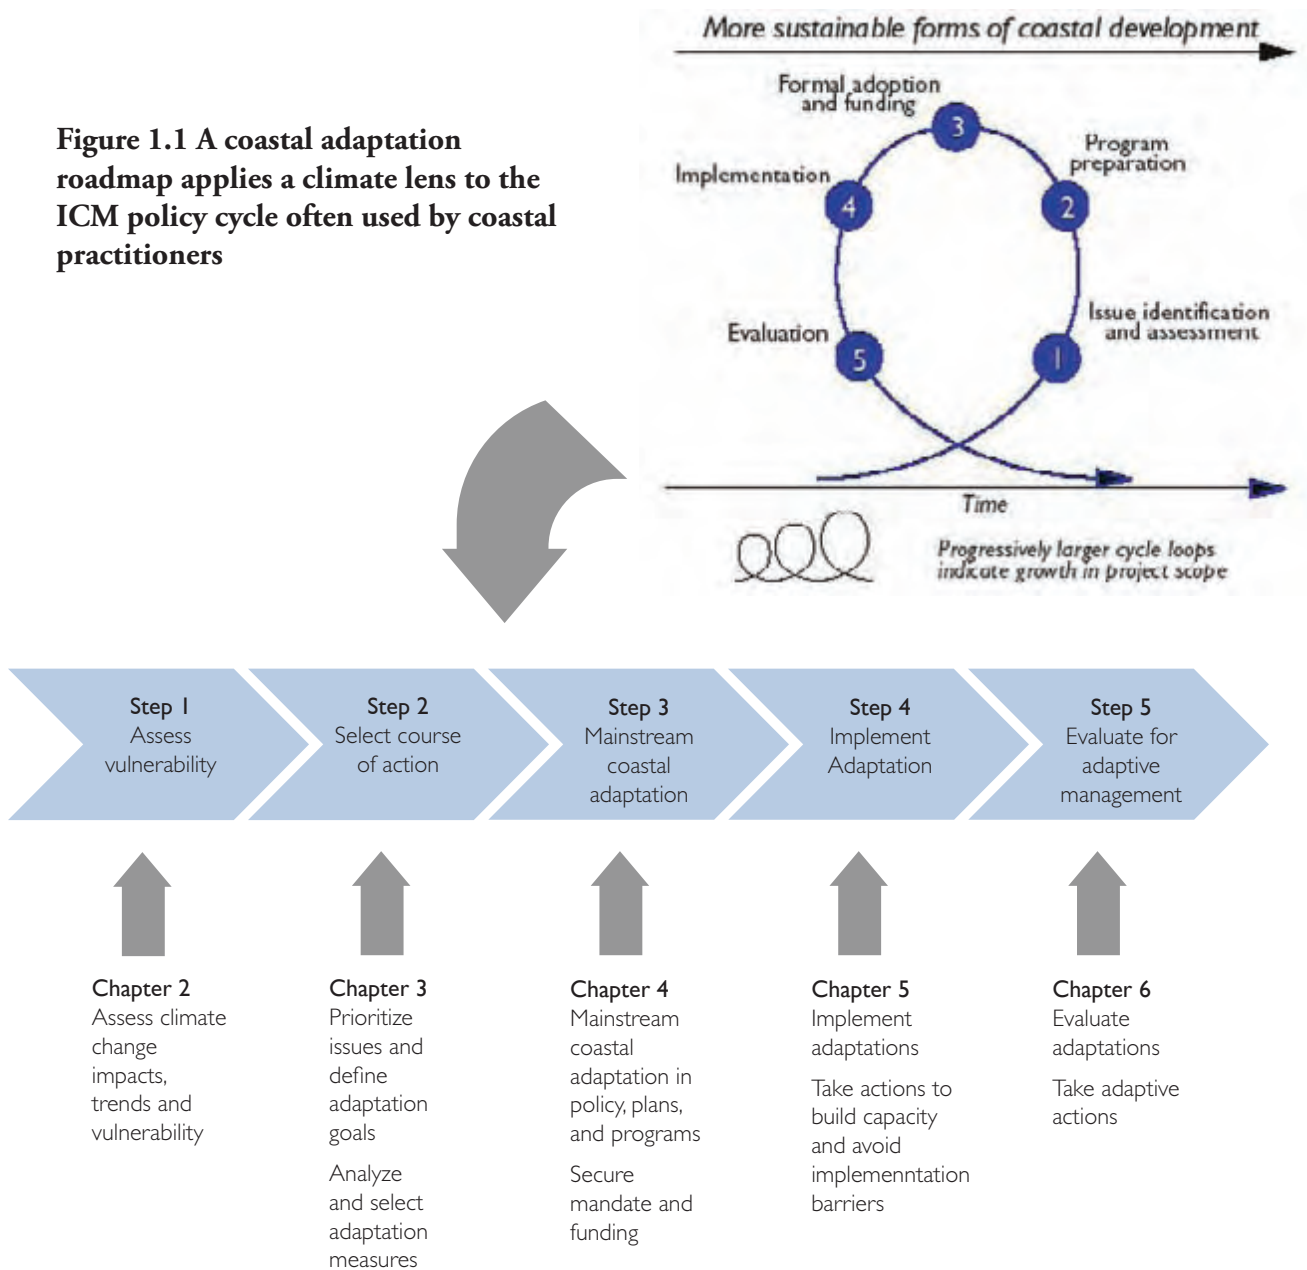 More sustainable forms of coastal development
Figure 1.1 A coastal adaptation
roadmap applies a climate lens to the
ICM policy cycle often used by coastal
practitioners
Formal adoption
and funding
3
Program
preparation
2
Implementation
4
Issue identification
and assessment
1
Evaluation
5
Time
Progressively larger cycle loops
indicate growth in project scope
Step 1
Assess
vulnerability
Step 2
Select course
of action
Step 3
Mainstream
coastal
adaptation
Step 4
Implement
Adaptation
Step 5
Evaluate for
adaptive
management
Chapter 2
Assess climate
change
impacts,
trends and
vulnerability
Chapter 3
Prioritize
issues and
define
adaptation
goals
Analyze
and select
adaptation
measures
Chapter 4
Mainstream
coastal
adaptation in
policy, plans,
and programs
Secure
mandate and
funding
Chapter 5
Implement
adaptations
Take actions to
build capacity
and avoid
implemenntation
barriers
Chapter 6
Evaluate
adaptations
Take adaptive
actions